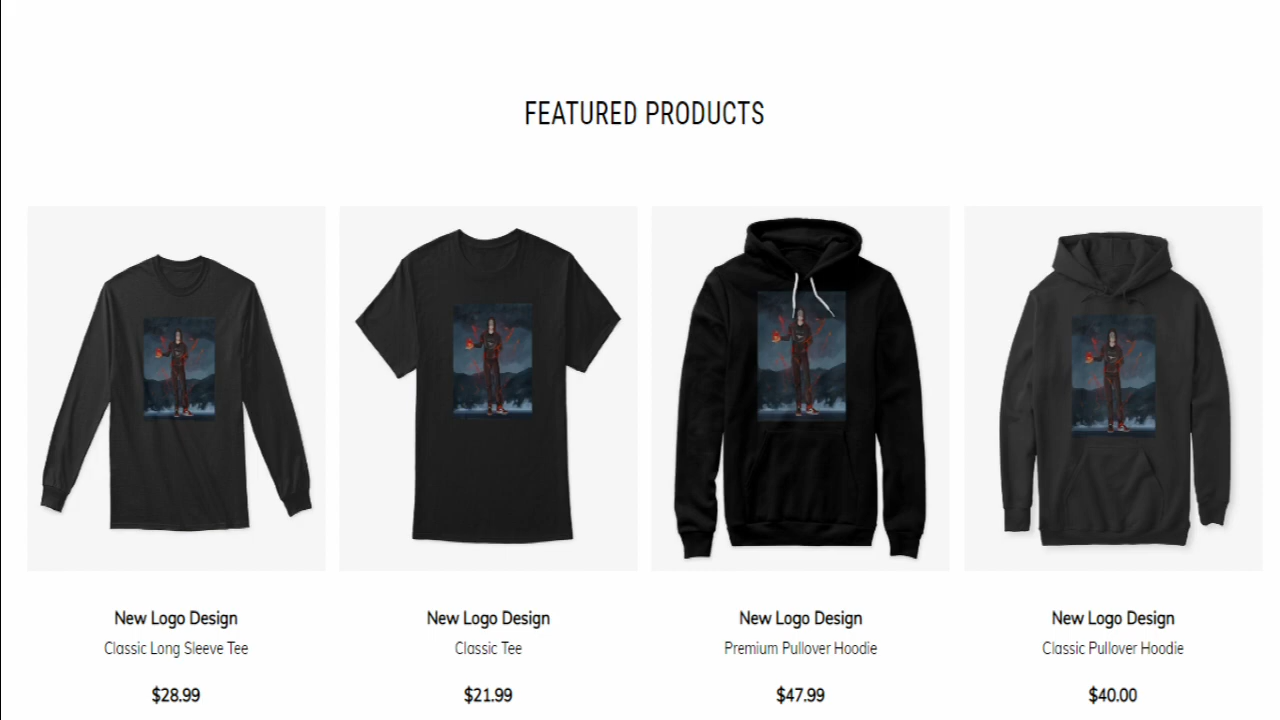 FEATURED PRODUCTS
New Logo Design
Classic Long Sleeve Tee
$28.99
New Logo Design
Classic Tee
$21.99
New Logo Design
Premium Pullover Hoodie
$47.99
New Logo Design
Classic Pullover Hoodie
$40.00